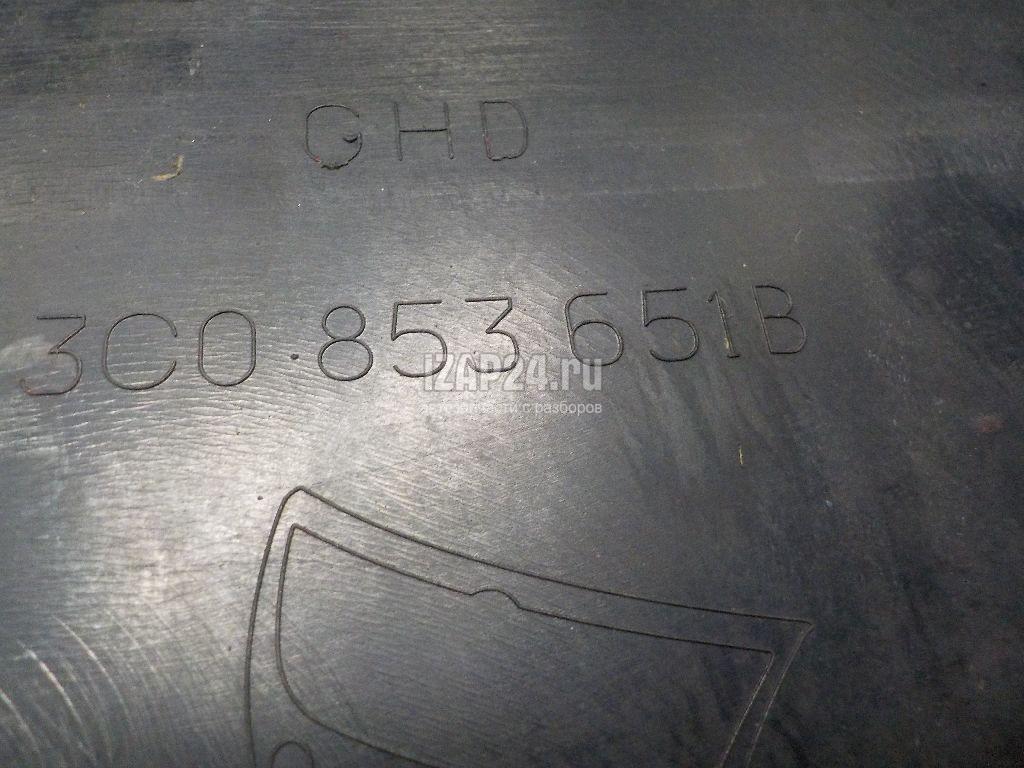 GHD
3C0 853 651B
IZAP24.ru
автозапчасти с разборов